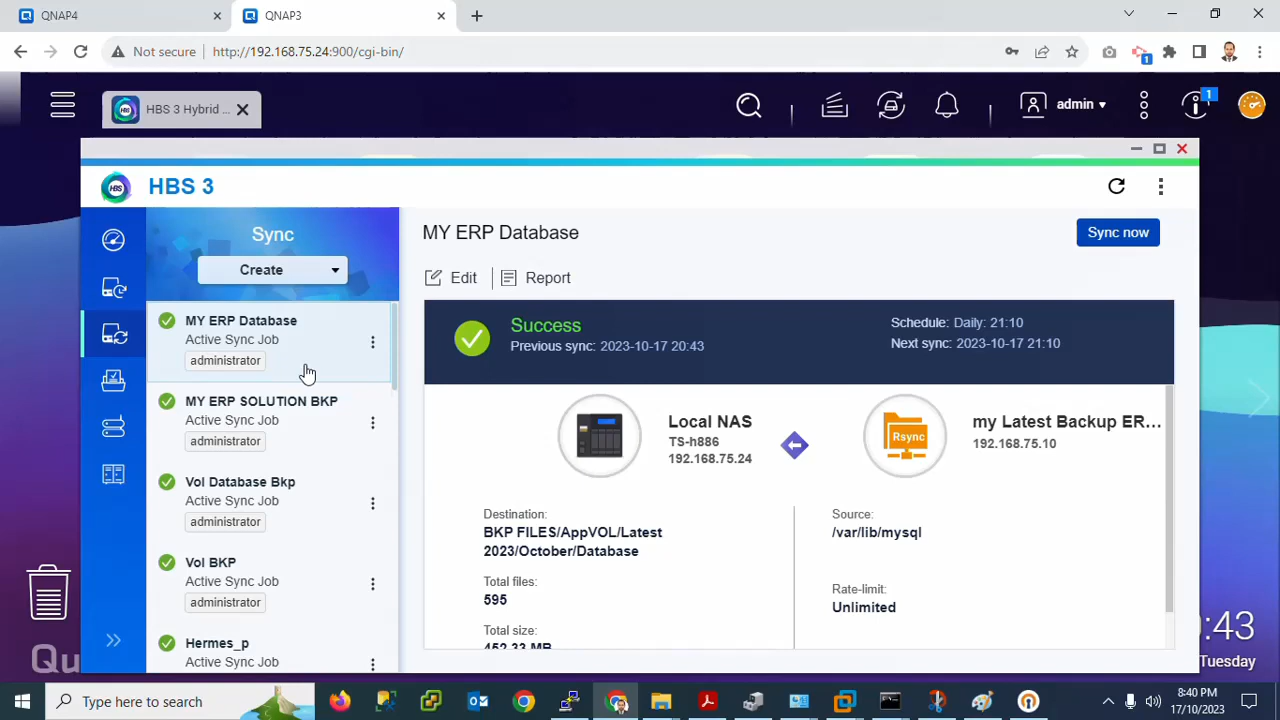 QNAP4
QNAP3
Not secure
http://192.168.75.24:900/cgi-bin/
1
HBS 3 Hybrid ...
admin
1
HBS
HBS 3
Sync
Create
MY ERP Database
Active Sync Job
administrator
MY ERP SOLUTION BKP
Active Sync Job
administrator
Vol Database Bkp
Active Sync Job
administrator
Vol BKP
Active Sync Job
administrator
Hermes_p
Active Sync Job
MY ERP Database
Sync now
Edit
Report
Success
Previous sync: 2023-10-17 20:43
Schedule: Daily: 21:10
Next sync: 2023-10-17 21:10
Local NAS
TS-h886
192.168.75.24
Rsync
my Latest Backup ER...
192.168.75.10
Destination:
BKP FILES/AppVOL/Latest
2023/October/Database
Total files:
595
Total size:
452.33 MB
Source:
/var/lib/mysql
Rate-limit:
Unlimited
:43
Tuesday
Type here to search
8:40 PM
17/10/2023